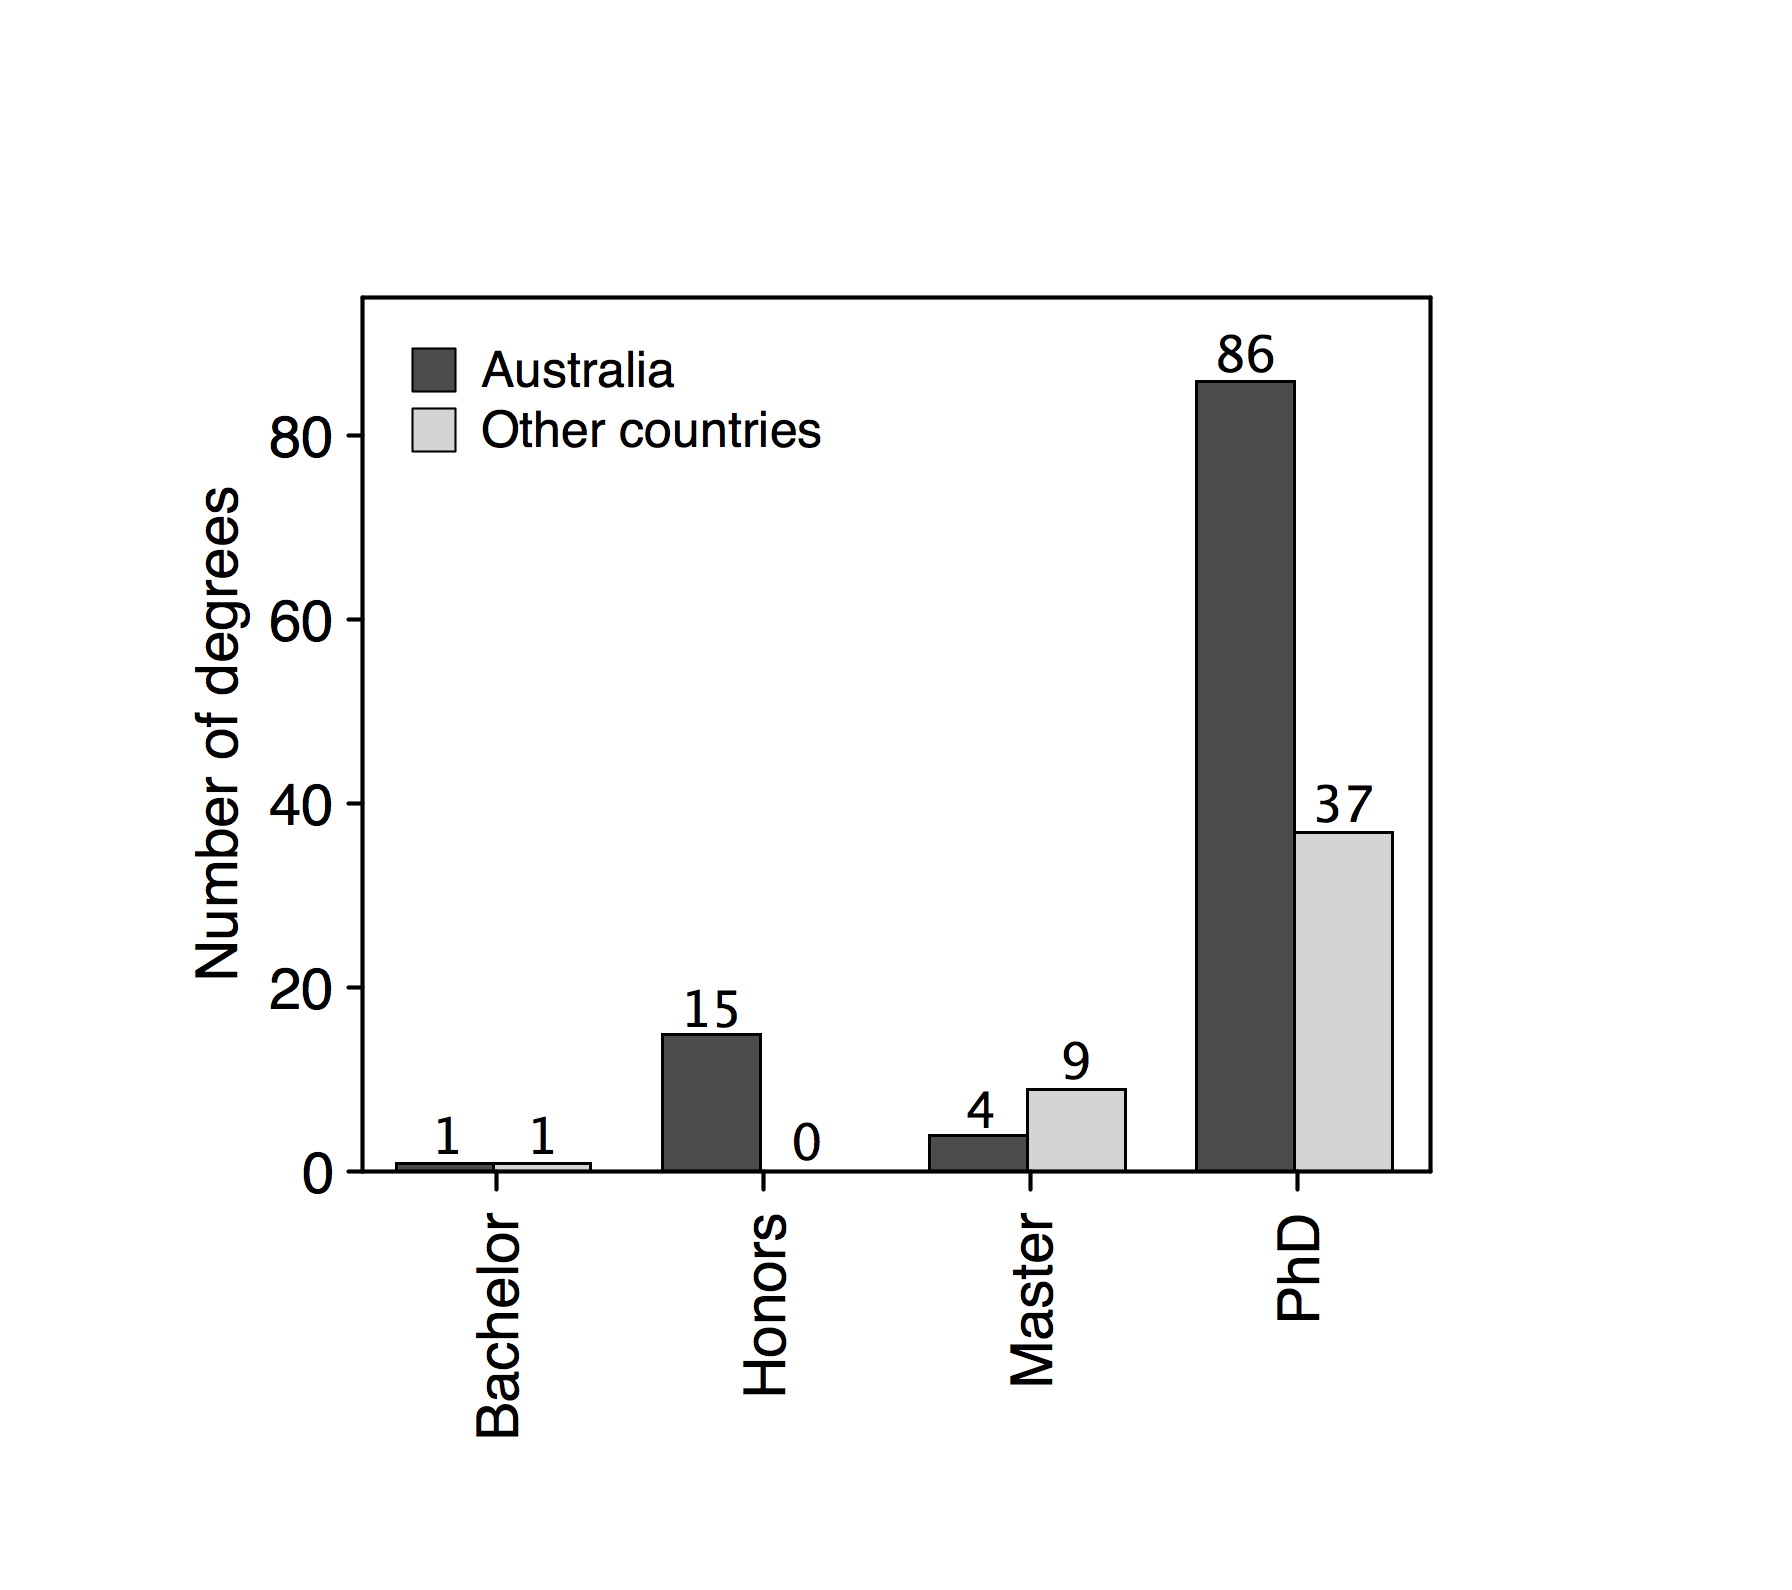 Australia
Other countries
86
37
15
0
4
9
1
1
80
60
40
20
0
Number of degrees
Bachelor
Honors
Master
PhD